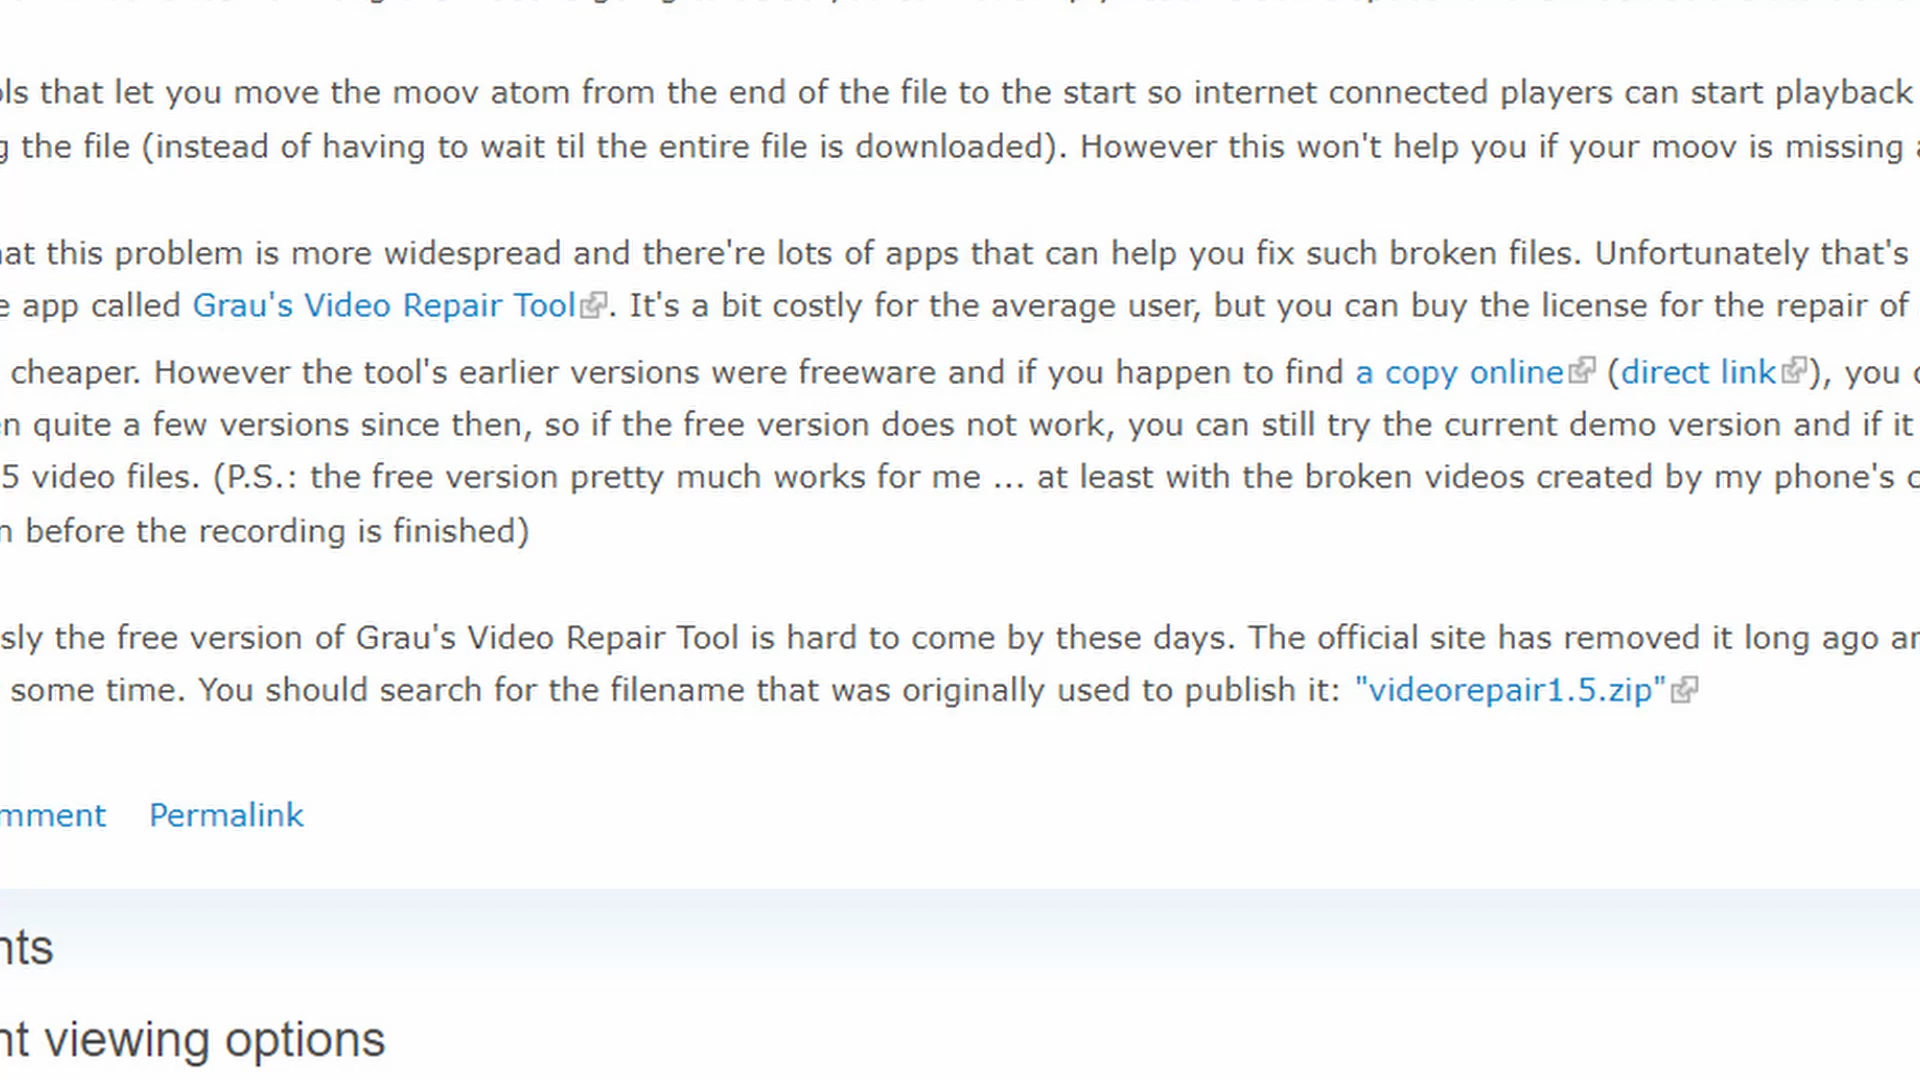 ls that let you move the moov atom from the end of the file to the start so internet connected players can start playback
g the file (instead of having to wait til the entire file is downloaded). However this won't help you if your moov is missing
at this problem is more widespread and there're lots of apps that can help you fix such broken files. Unfortunately that's
e app called Grau's Video Repair Tool. It's a bit costly for the average user, but you can buy the license for the repair of
cheaper. However the tool's earlier versions were freeware and if you happen to find a copy online (direct link), you
n quite a few versions since then, so if the free version does not work, you can still try the current demo version and if it
5 video files. (P.S.: the free version pretty much works for me ... at least with the broken videos created by my phone's
n before the recording is finished)
sly the free version of Grau's Video Repair Tool is hard to come by these days. The official site has removed it long ago
some time. You should search for the filename that was originally used to publish it: "videorepair1.5.zip"
mment Permalink
nts
nt viewing options